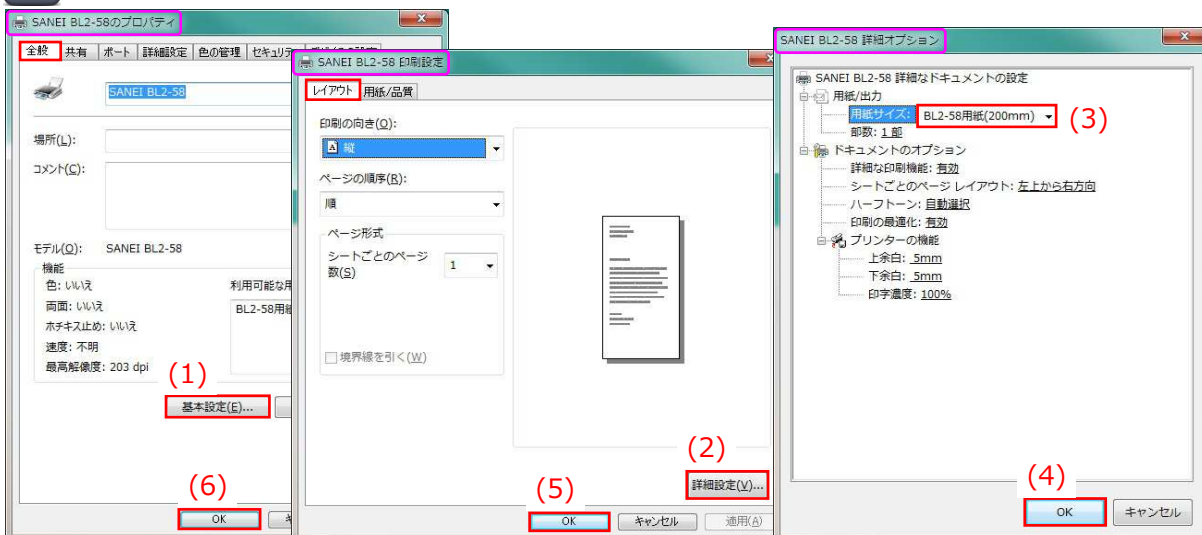 SANEI BL2-58のプロパティ
全般 共有 ポート 詳細設定 色の管理
SANEI BL2-58
場所(L):
コメント(C):
モデル(O): SANEI BL2-58
機能
色: いいえ
両面: いいえ
ホチキス止め: いいえ
速度: 不明
最高解像度: 203 dpi
利用可能な用
BL2-58用紙
(1)
基本設定(E)...
(6)
OK
SANEI BL2-58 印刷設定
レイアウト 用紙/品質
印刷の向き(O):
A 縦
ページの順序(R):
順
ページ形式
シートごとのページ
数(S)
1
境界線を引く(W)
(2)
詳細設定(V)...
(5)
OK キャンセル 適用(A)
SANEI BL2-58 詳細オプション
SANEI BL2-58 詳細なドキュメントの設定
用紙/出力
用紙サイズ: BL2-58用紙(200mm)
(3)
部数: 1 部
ドキュメントのオプション
詳細な印刷機能: 有効
シートごとのページ レイアウト: 左上から右方向
ハーフトーン: 自動選択
印刷の最適化: 有効
プリンターの機能
上余白: 5mm
下余白: 5mm
印字濃度: 100%
(4)
OK キャンセル